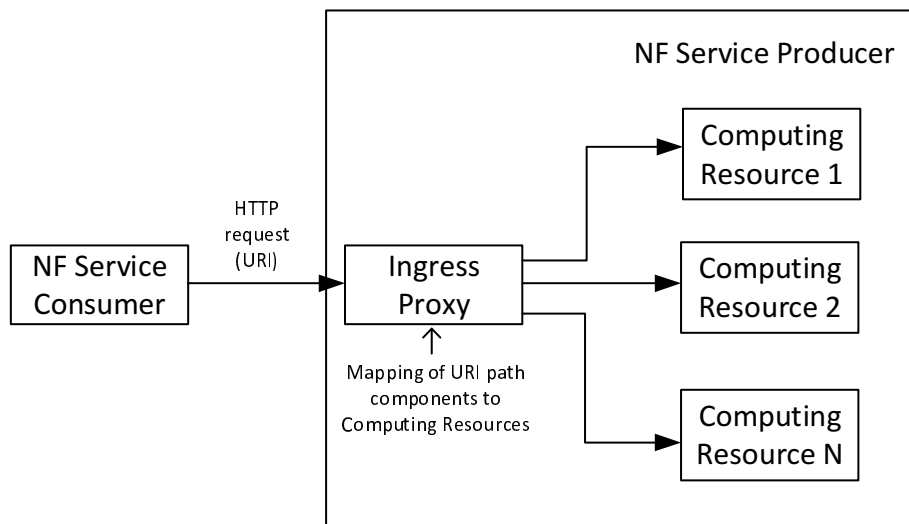 NF Service Producer
Computing
Resource 1
HTTP
request
(URI)
NF Service
Consumer
Ingress
Proxy
Computing
Resource 2
Mapping of URI path
components to
Computing Resources
Computing
Resource N